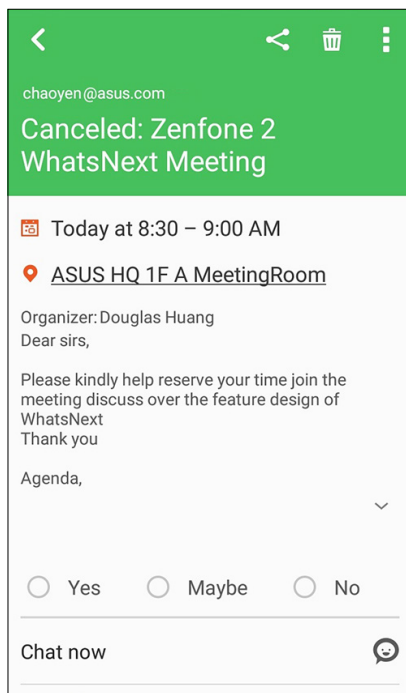 chaoyen@asus.com
Canceled: Zenfone 2
WhatsNext Meeting
Today at 8:30 – 9:00 AM
ASUS HQ 1F A MeetingRoom
Organizer: Douglas Huang
Dear sirs,
Please kindly help reserve your time join the
meeting discuss over the feature design of
WhatsNext
Thank you
Agenda,
Yes Maybe No
Chat now